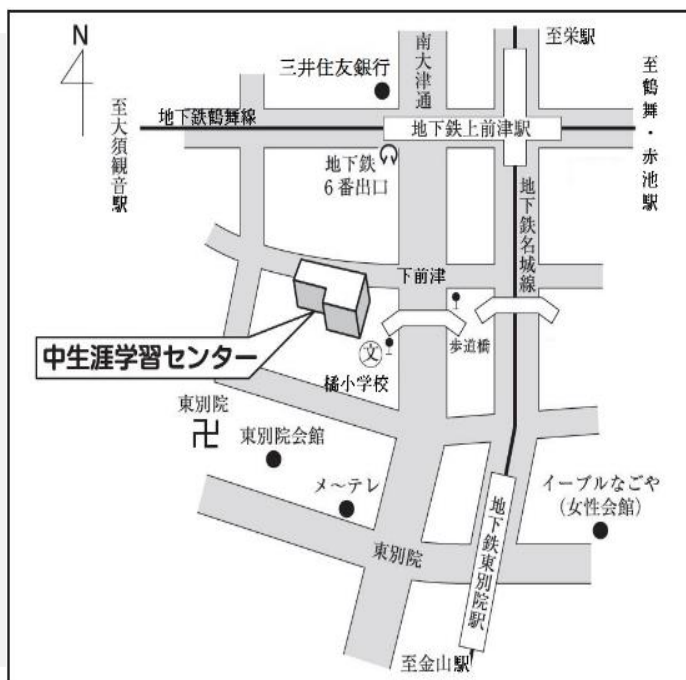 N
至栄駅
南大津通
三井住友銀行
至鶴舞・赤池駅
至大須観音駅
地下鉄鶴舞線
地下鉄上前津駅
地下鉄
6番出口
地下鉄名城線
下前津
中生涯学習センター
歩道橋
文
橘小学校
東別院
卍
東別院会館
メ〜テレ
イーブルなごや
(女性会館)
地下鉄東別院駅
東別院
至金山駅